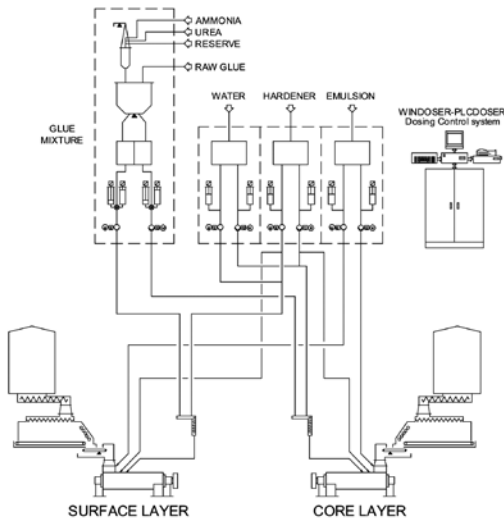 AMMONIA
UREA
RESERVE
RAW GLUE
WATER
HARDENER
EMULSION
WINDOSER-PLCDOSER
Dosing Control system
GLUE
MIXTURE
SURFACE LAYER
CORE LAYER